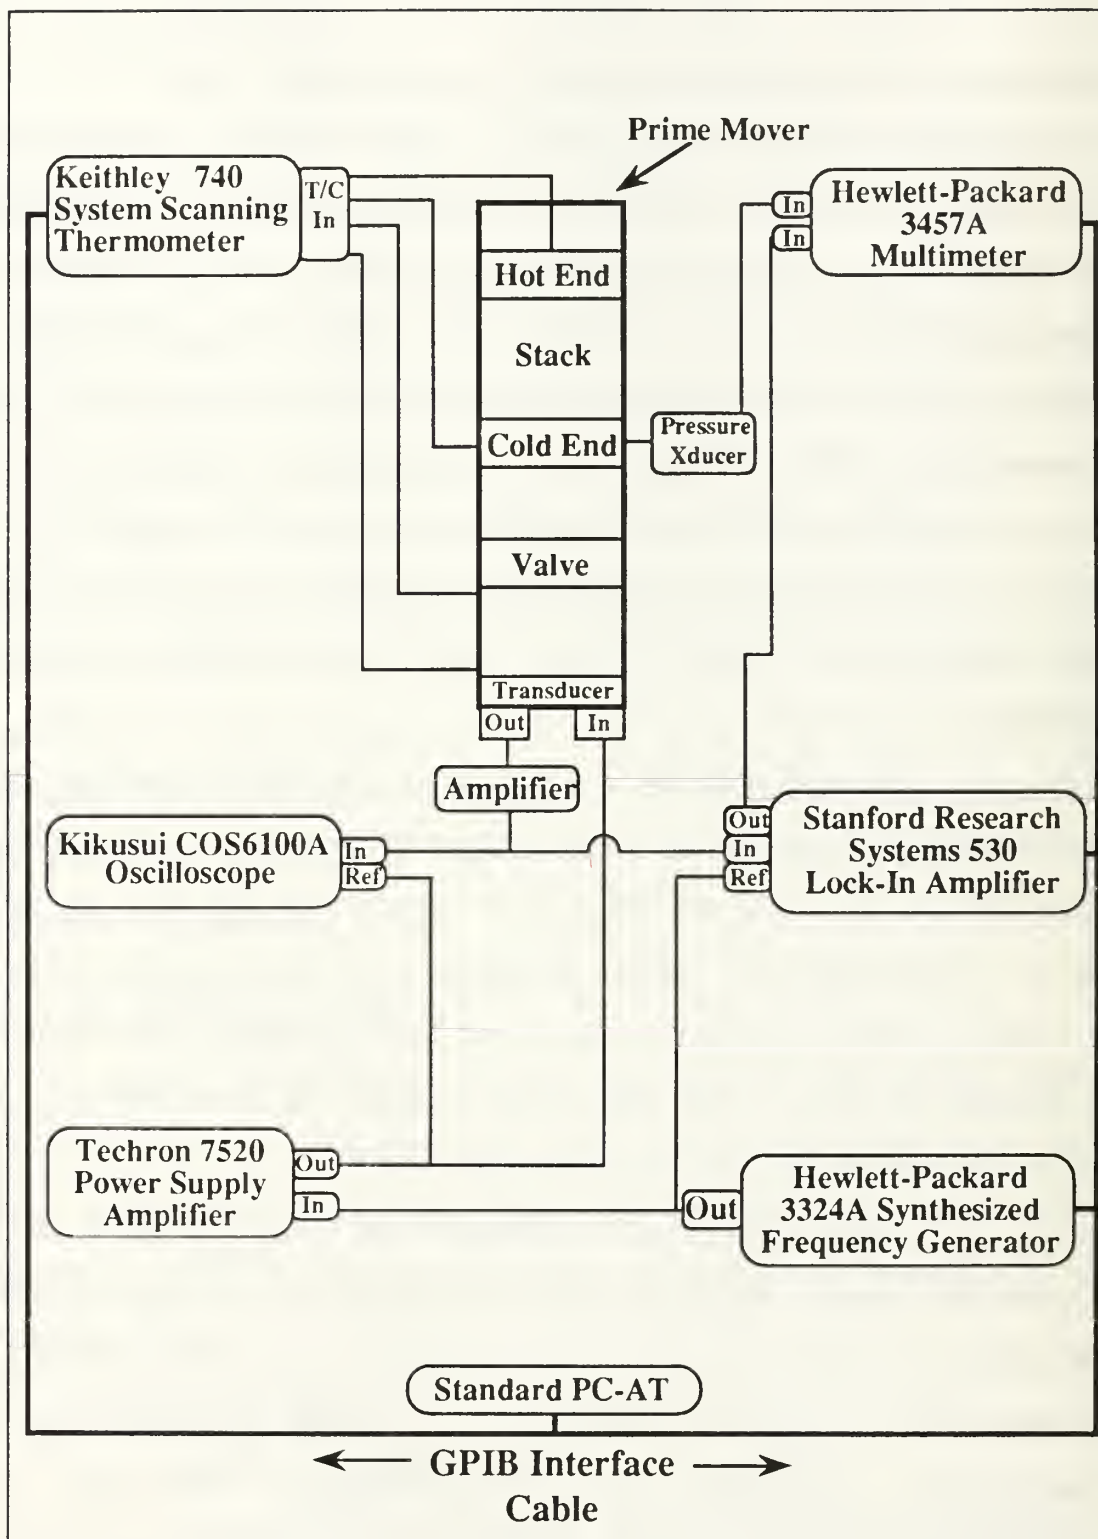 Prime Mover
Keithley 740
System Scanning
Thermometer
T/C
In
In
In
Hewlett-Packard
3457A
Multimeter
Hot End
Stack
Cold End
Pressure
Xducer
Valve
Transducer
Out
In
Amplifier
Kikusui COS6100A
Oscilloscope
In
Ref
Out
In
Ref
Stanford Research
Systems 530
Lock-In Amplifier
Techron 7520
Power Supply
Amplifier
Out
In
Out
Hewlett-Packard
3324A Synthesized
Frequency Generator
Standard PC-AT
GPIB Interface
Cable